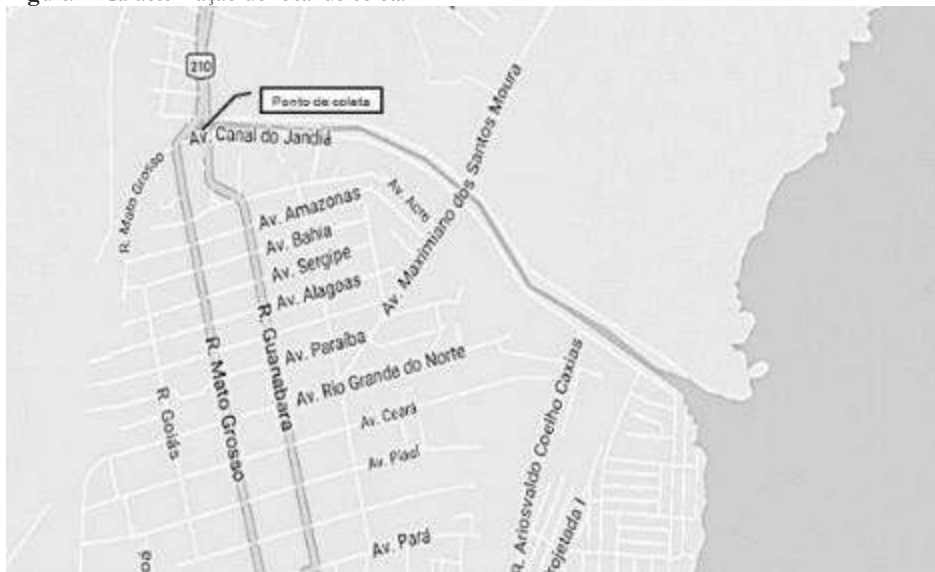 210
Ponto de coleta
Av. Canal do Jandiá
R. Mato Grosso
Av. Maximiano dos Santos Moura
Av. Acre
Av. Amazonas
Av. Bahia
Av. Sergipe
Av. Alagoas
R. Guanabara
Av. Paraíba
R. Mato Grosso
Av. Rio Grande do Norte
R. Goiás
Av. Ceará
Av. Piauí
R. Ariosvaldo Coelho Caxias
rojetada I
Av. Pará